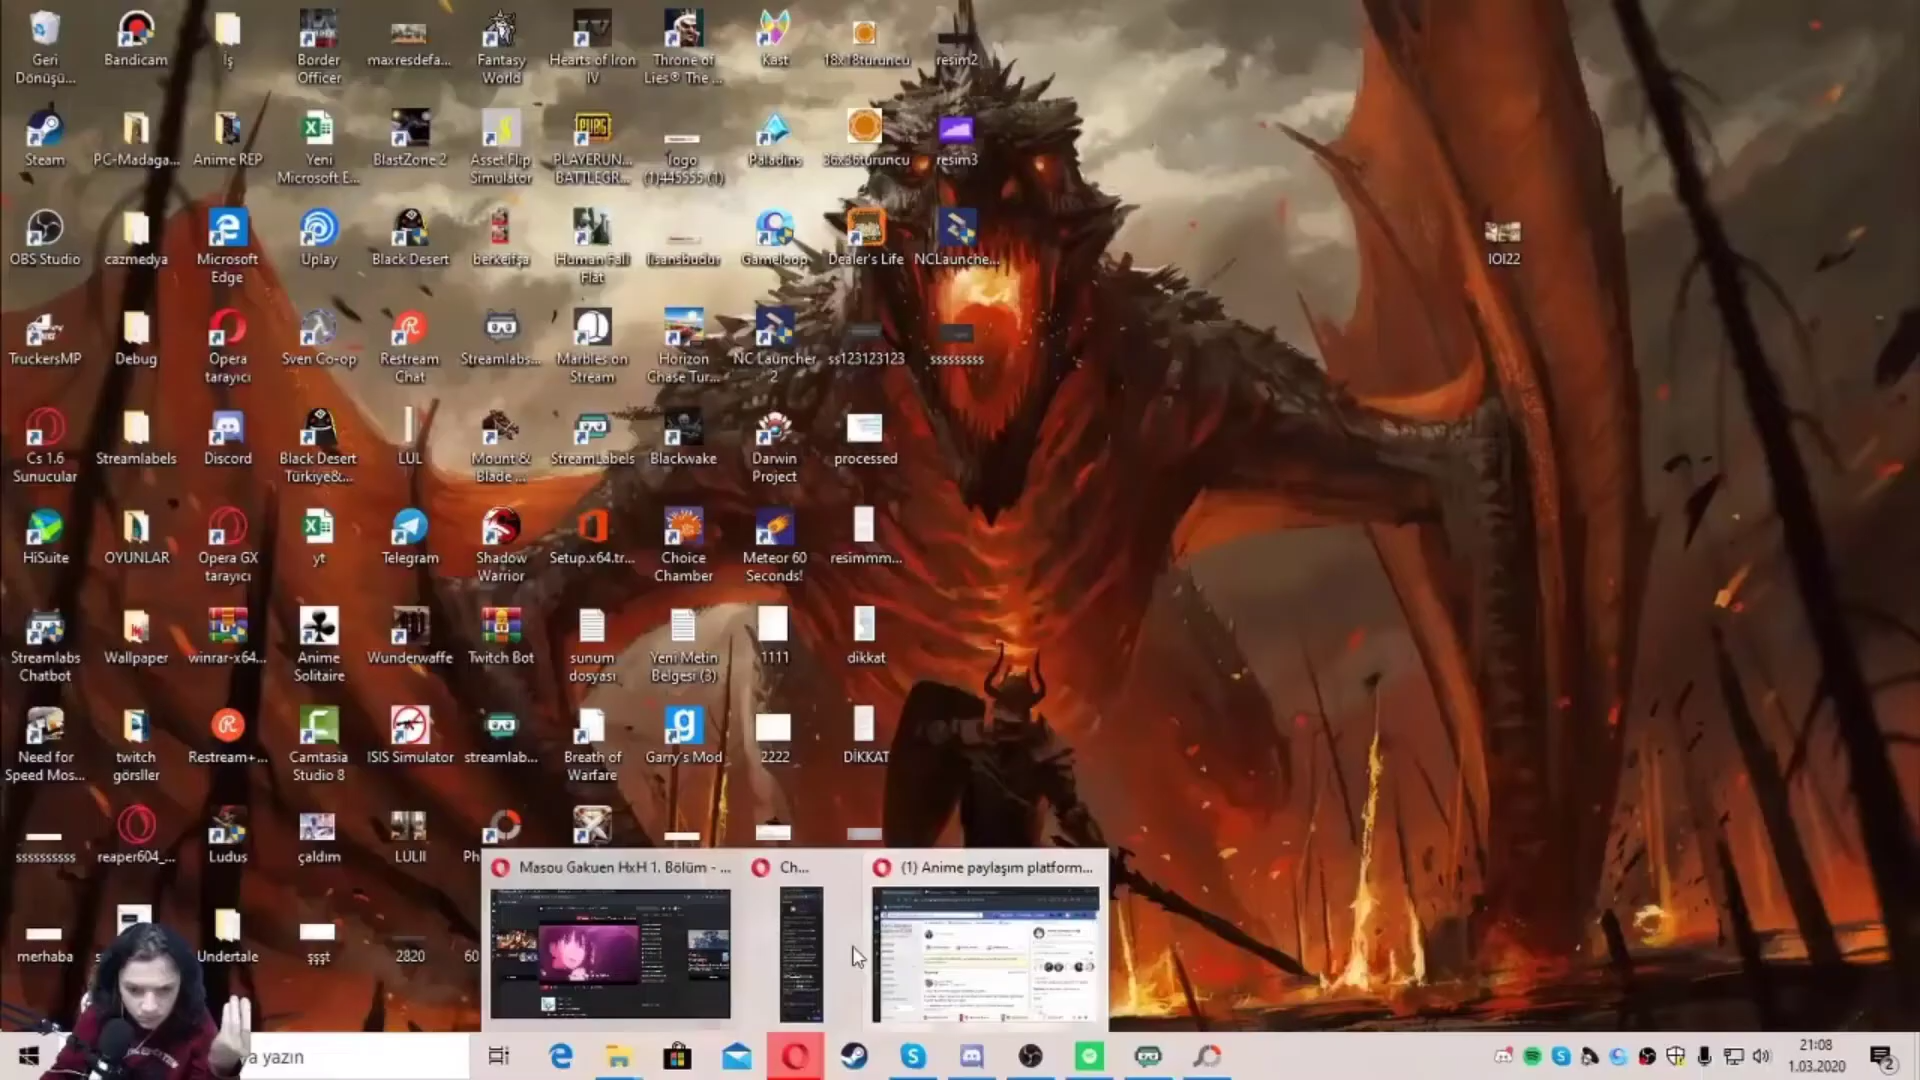 Geri Dönüşü...
Bandicam
İş
Border Officer
maxresdefa...
Fantasy World
Hearts of Iron IV
Throne of Lies® The ...
Kast
18x18turuncu
resim2
Steam
PC-Madaga...
Anime REP
Yeni Microsoft E...
BlastZone 2
Asset Flip Simulator
PLAYERUN... BATTLEGR...
logo (1)445555 (1)
Paladins
36x36turuncu
resim3
OBS Studio
cazmedya
Microsoft Edge
Uplay
Black Desert
berkeifşa
Human Fall Flat
lisansbudur
Gameloop
Dealer's Life
NCLaunche...
IOI22
TruckersMP
Debug
Opera tarayıcı
Sven Co-op
Restream Chat
Streamlabs...
Marbles on Stream
Horizon Chase Tur...
NC Launcher 2
ss123123123
sssssssss
Cs 1.6 Sunucular
Streamlabels
Discord
Black Desert Türkiye&...
LUL
Mount & Blade ...
StreamLabels
Blackwake
Darwin Project
processed
HiSuite
OYUNLAR
Opera GX tarayıcı
yt
Telegram
Shadow Warrior
Setup.x64.tr...
Choice Chamber
Meteor 60 Seconds!
resimmm...
Streamlabs Chatbot
Wallpaper
winrar-x64...
Anime Solitaire
Wunderwaffe
Twitch Bot
sunum dosyası
Yeni Metin Belgesi (3)
1111
dikkat
Need for Speed Mos...
twitch görsller
Restream+...
Camtasia Studio 8
ISIS Simulator
streamlab...
Breath of Warfare
Garry's Mod
2222
DİKKAT
ssssssssss
reaper604_...
Ludus
çaldım
LULII
Ph
Masou Gakuen HxH 1. Bölüm - ...
Ch...
(1) Anime paylaşım platform...
merhaba
Undertale
şşşt
2820
60
a yazın
21:08
1.03.2020
2